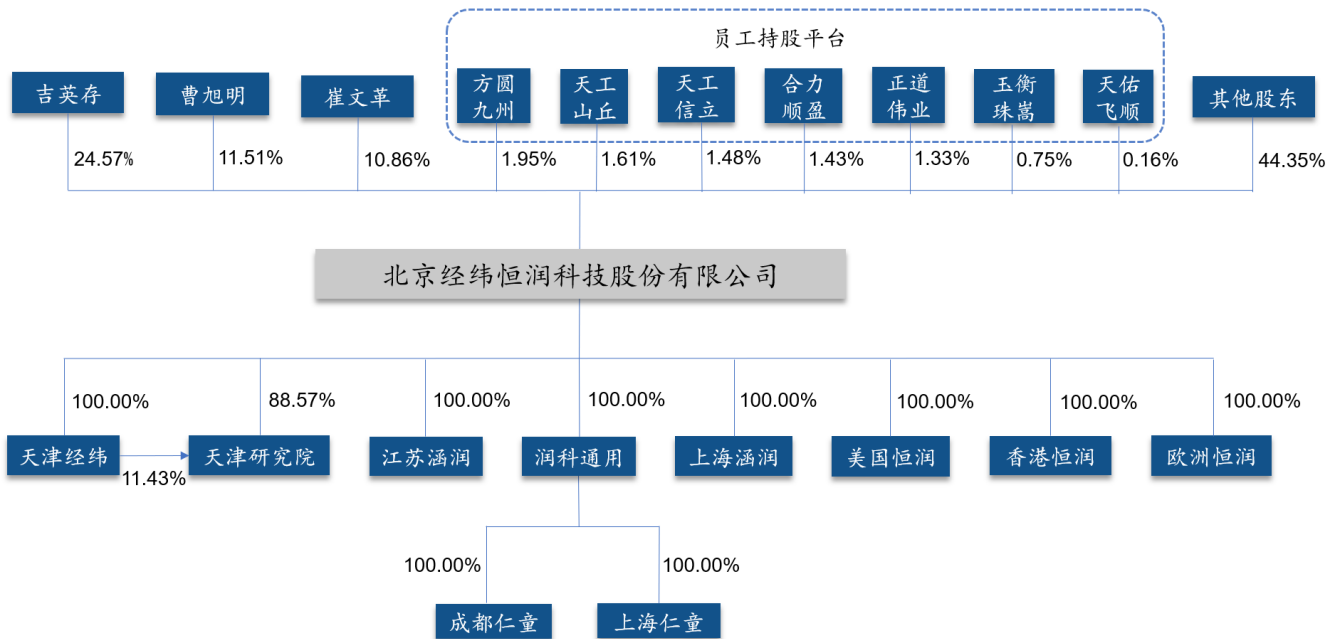 员工持股平台
吉英存
曹旭明
崔文革
方圆
九州
天工
山丘
天工
信立
合力
顺盈
正道
伟业
玉衡
珠嵩
天佑
飞顺
其他股东
24.57%
11.51%
10.86%
1.95%
1.61%
1.48%
1.43%
1.33%
0.75%
0.16%
44.35%
北京经纬恒润科技股份有限公司
100.00%
88.57%
100.00%
100.00%
100.00%
100.00%
100.00%
100.00%
天津经纬
天津研究院
江苏涵润
润科通用
上海涵润
美国恒润
香港恒润
欧洲恒润
11.43%
100.00%
100.00%
成都仁童
上海仁童